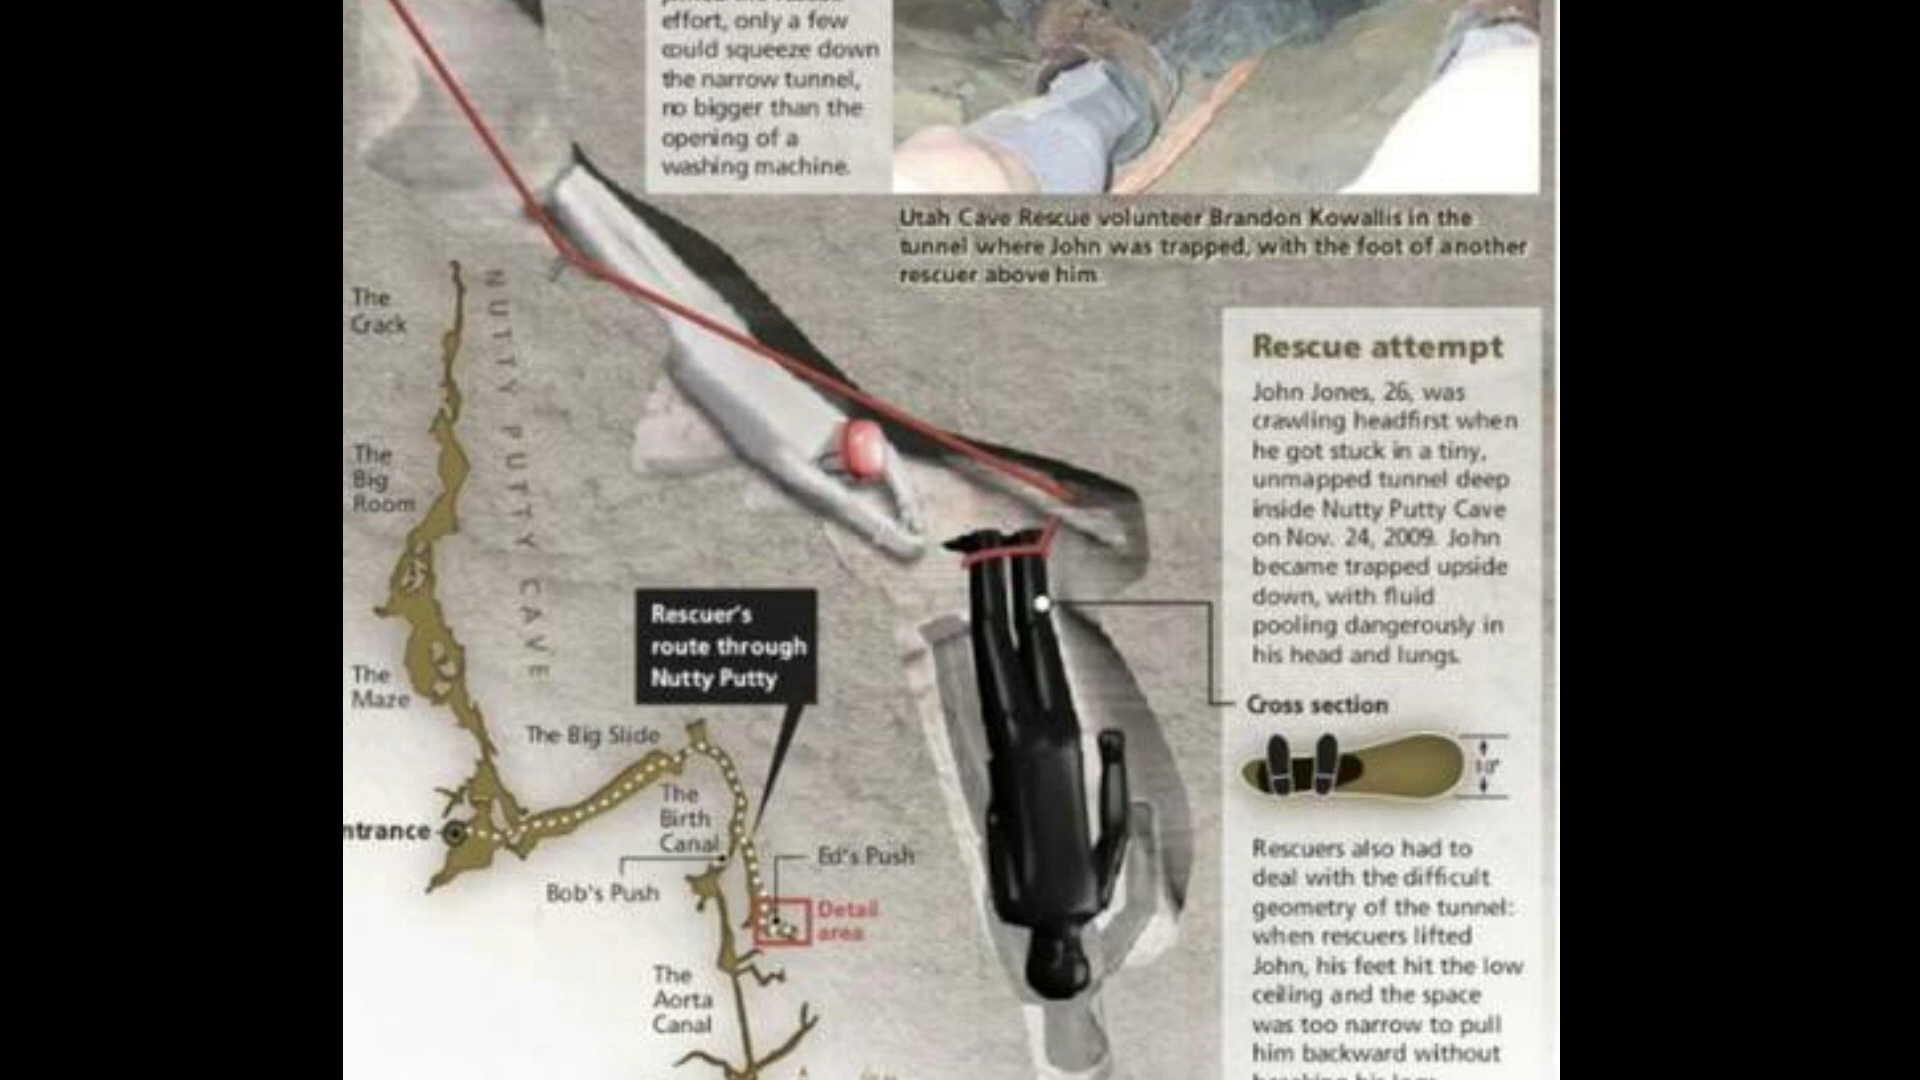 effort, only a few
could squeeze down
the narrow tunnel,
no bigger than the
opening of a
washing machine.
Utah Cave Rescue volunteer Brandon Kowallis in the
tunnel where John was trapped, with the foot of another
rescuer above him
Rescue attempt
John Jones, 26, was
crawling headfirst when
he got stuck in a tiny,
unmapped tunnel deep
inside Nutty Putty Cave
on Nov. 24, 2009. John
became trapped upside
down, with fluid
pooling dangerously in
his head and lungs.
Cross section
10"
Rescuers also had to
deal with the difficult
geometry of the tunnel:
when rescuers lifted
John, his feet hit the low
ceiling and the space
was too narrow to pull
him backward without
NUTTY PUTTY CAVE
The
Crack
The
Big
Room
The
Maze
Rescuer's
route through
Nutty Putty
The Big Slide
The
Birth
Canal
ntrance
Ed's Push
Bob's Push
Detail
area
The
Aorta
Canal